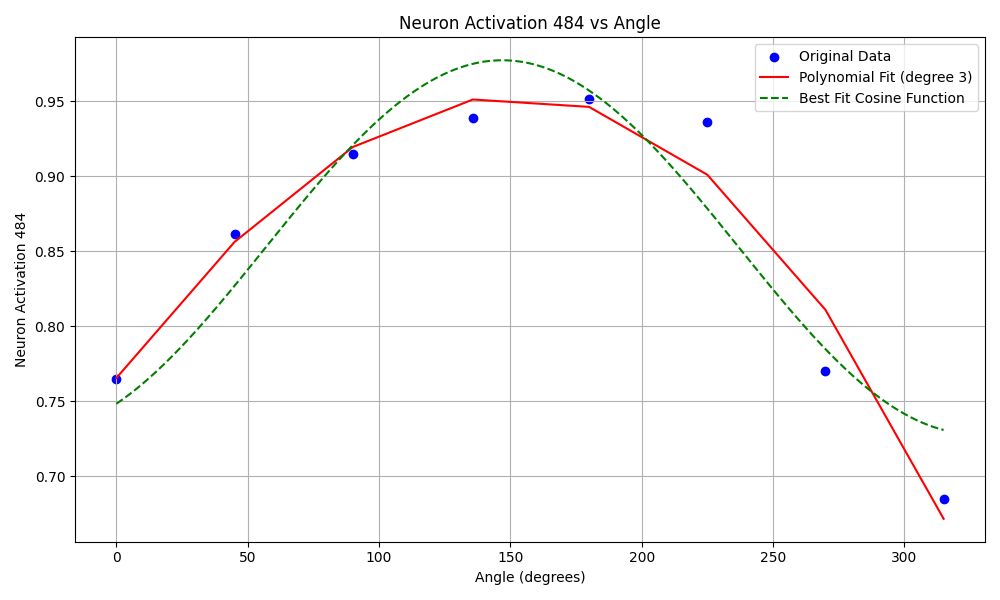 Neuron Activation 484 vs Angle
Original Data
Polynomial Fit (degree 3)
Best Fit Cosine Function
Neuron Activation 484
0.95
0.90
0.85
0.80
0.75
0.70
0
50
100
150
200
250
300
Angle (degrees)